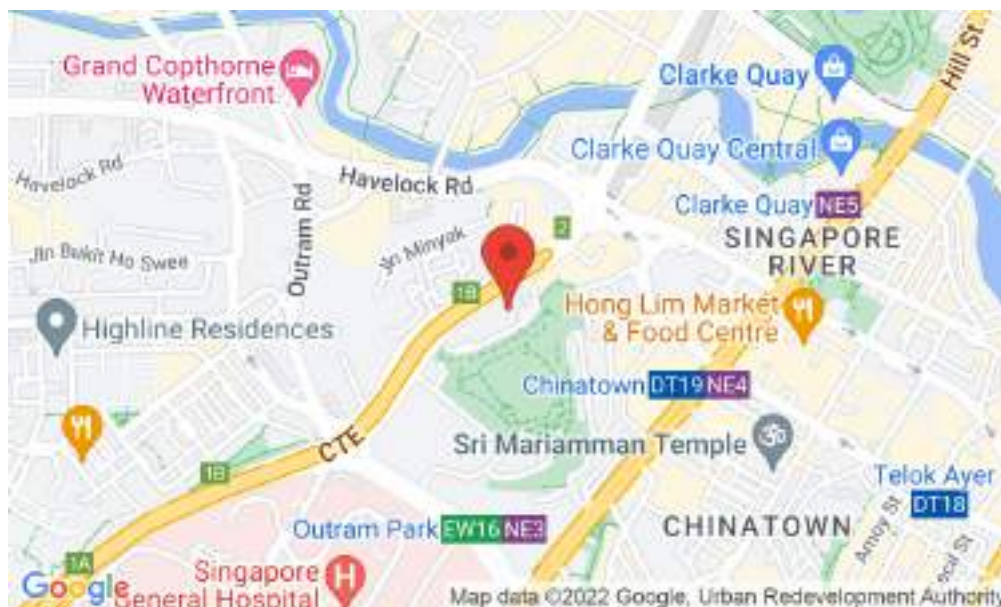 Grand Copthorne
Waterfront
Clarke Quay
Hill St
Clarke Quay Central
Havelock Rd
Havelock Rd
Clarke Quay NE5
Outram Rd
SINGAPORE
RIVER
Jln Minyak
2
Jln Bukit Ho Swee
1B
Hong Lim Market
& Food Centre
Highline Residences
Chinatown DT19 NE4
CTE
Sri Mariamman Temple
1B
Telok Ayer
DT18
Outram Park EW16 NE3
CHINATOWN
Amoy St
Cecil St
1A
Singapore
General Hospital
H
Google
Map data ©2022 Google, Urban Redevelopment Authority